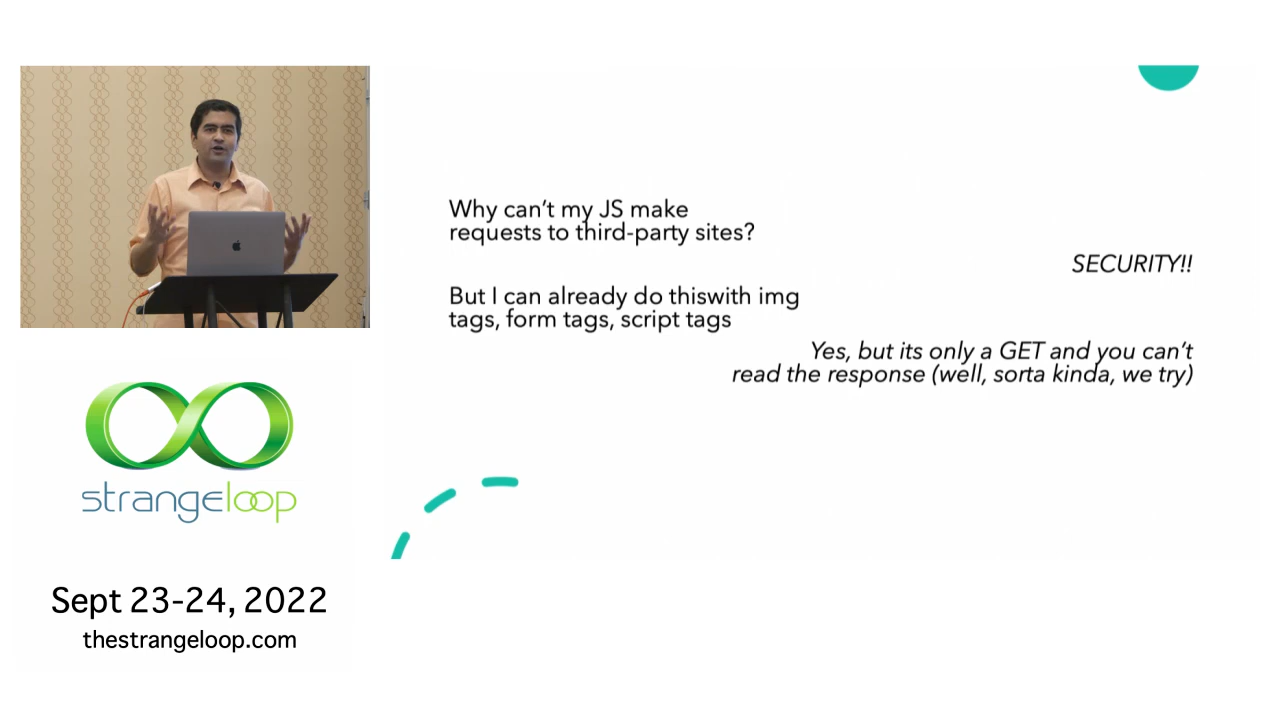 Why can't my JS make
requests to third-party sites?
SECURITY!!
But I can already do thiswith img
tags, form tags, script tags
Yes, but its only a GET and you can't
read the response (well, sorta kinda, we try)
strangeloop
Sept 23-24, 2022
thestrangeloop.com